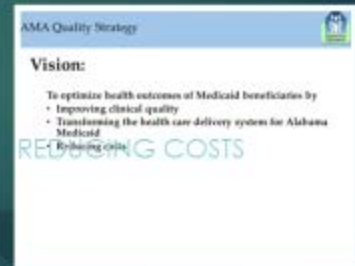 AMA Quality Strategy
Vision:
To optimize health outcomes of Medicaid beneficiaries by
• Improving clinical quality
• Transforming the health care delivery system for Alabama
Medicaid
• Reducing costs
REDUCING COSTS